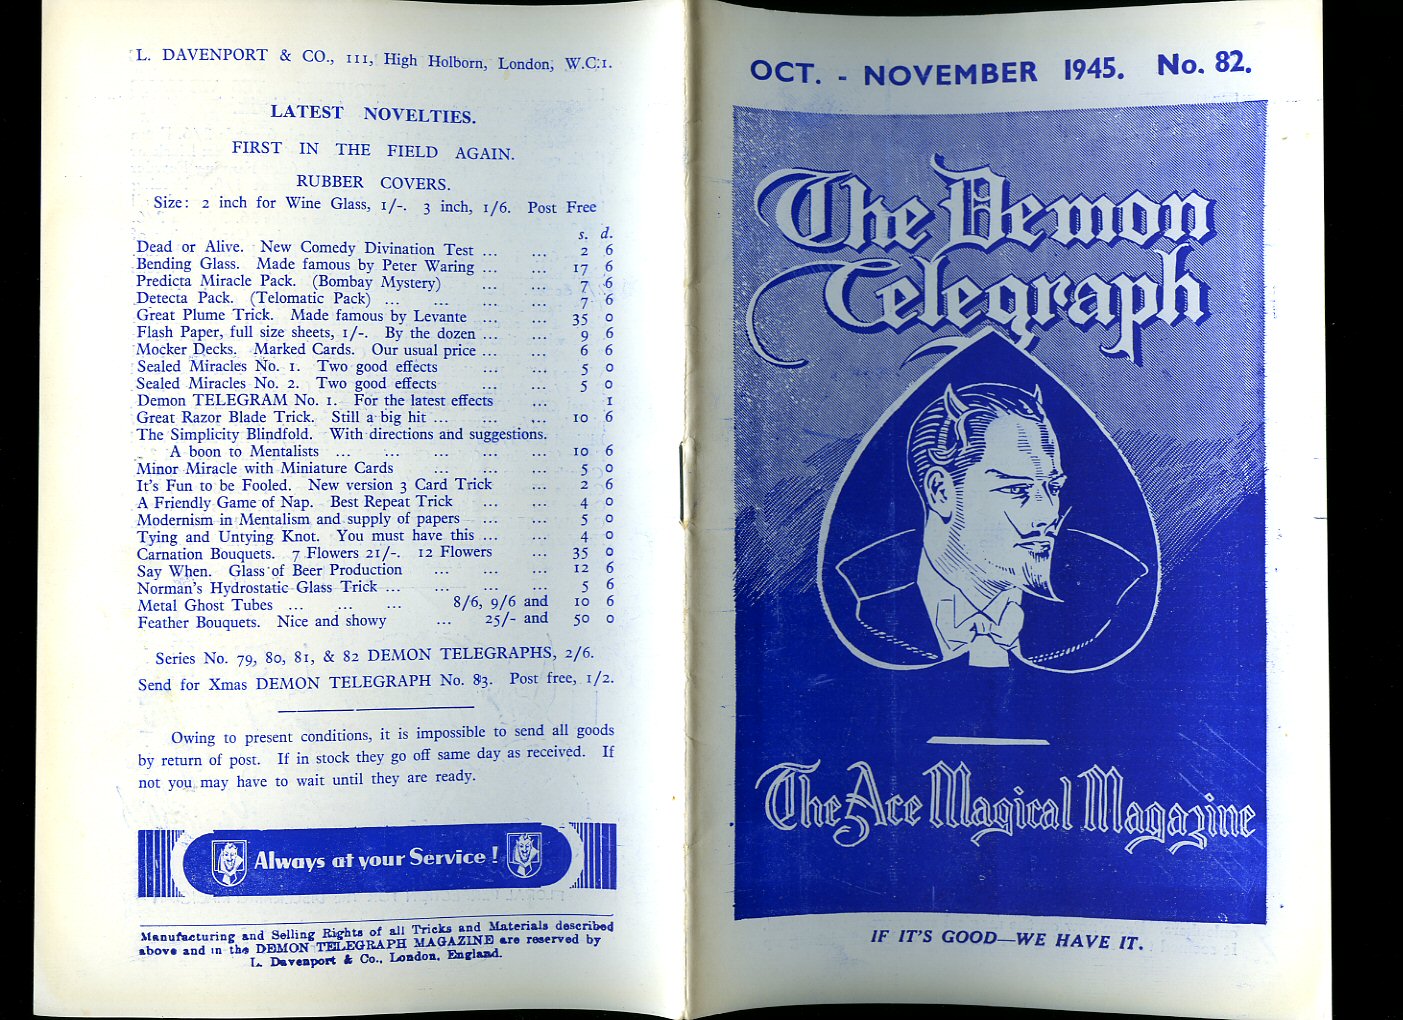 L. DAVENPORT & CO., 111, High Holborn, London, W.C.1.
LATEST NOVELTIES.
FIRST IN THE FIELD AGAIN.
RUBBER COVERS.
Size: 2 inch for Wine Glass, 1/-. 3 inch, 1/6. Post Free
s. d.
Dead or Alive. New Comedy Divination Test ... ... 2 6
Bending Glass. Made famous by Peter Waring ... ... 17 6
Predicta Miracle Pack. (Bombay Mystery) ... ... 7 6
Detecta Pack. (Telomatic Pack) ... ... ... ... 7 6
Great Plume Trick. Made famous by Levante ... ... 35 0
Flash Paper, full size sheets, 1/-. By the dozen ... ... 9 6
Mocker Decks. Marked Cards. Our usual price ... ... 6 6
Sealed Miracles No. 1. Two good effects ... ... 5 0
Sealed Miracles No. 2. Two good effects ... ... 5 0
Demon TELEGRAM No. 1. For the latest effects ... 1
Great Razor Blade Trick. Still a big hit ... ... ... 10 6
The Simplicity Blindfold. With directions and suggestions.
A boon to Mentalists ... ... ... ... ... 10 6
Minor Miracle with Miniature Cards ... ... ... 5 0
It's Fun to be Fooled. New version 3 Card Trick ... 2 6
A Friendly Game of Nap. Best Repeat Trick ... ... 4 0
Modernism in Mentalism and supply of papers ... ... 5 0
Tying and Untying Knot. You must have this ... ... 4 0
Carnation Bouquets. 7 Flowers 21/-. 12 Flowers ... 35 0
Say When. Glass of Beer Production ... ... ... 12 6
Norman's Hydrostatic Glass Trick ... ... ... ... 5 6
Metal Ghost Tubes ... ... ... 8/6, 9/6 and 10 6
Feather Bouquets. Nice and showy ... 25/- and 50 0
Series No. 79, 80, 81, & 82 DEMON TELEGRAPHS, 2/6.
Send for Xmas DEMON TELEGRAPH No. 83. Post free, 1/2.
Owing to present conditions, it is impossible to send all goods
by return of post. If in stock they go off same day as received. If
not you may have to wait until they are ready.
Always at your Service!
Manufacturing and Selling Rights of all Tricks and Materials described
above and in the DEMON TELEGRAPH MAGAZINE are reserved by
L. Davenport & Co., London, England.
OCT. - NOVEMBER 1945. No. 82.
The Demon
Telegraph
The Ace Magical Magazine
IF IT'S GOOD—WE HAVE IT.